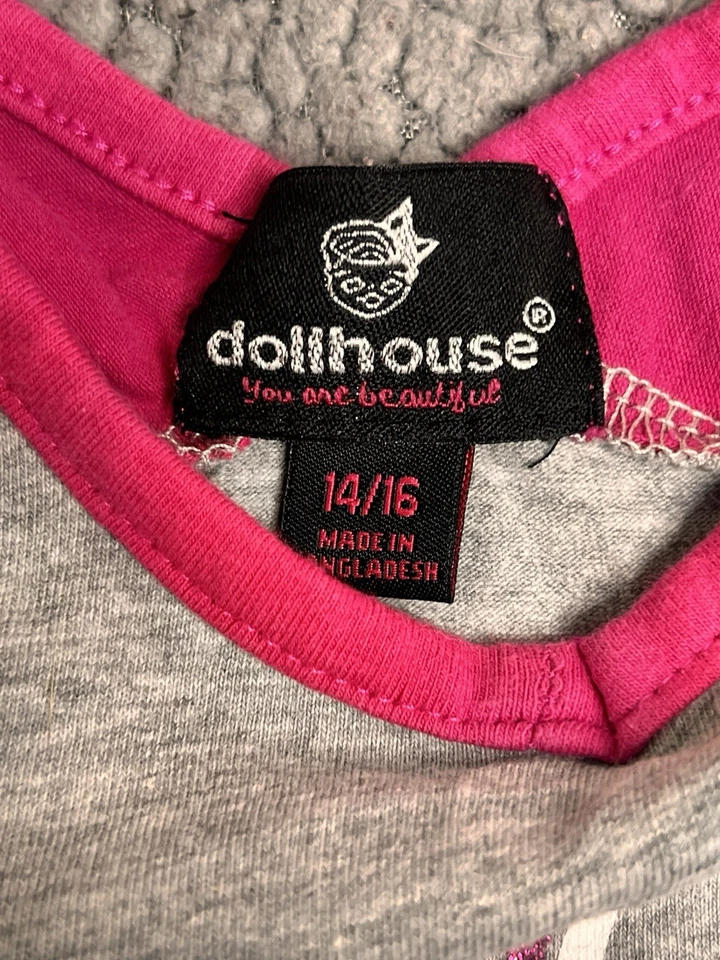 dollhouse®
You are beautiful
14/16
MADE IN
NGLADESH